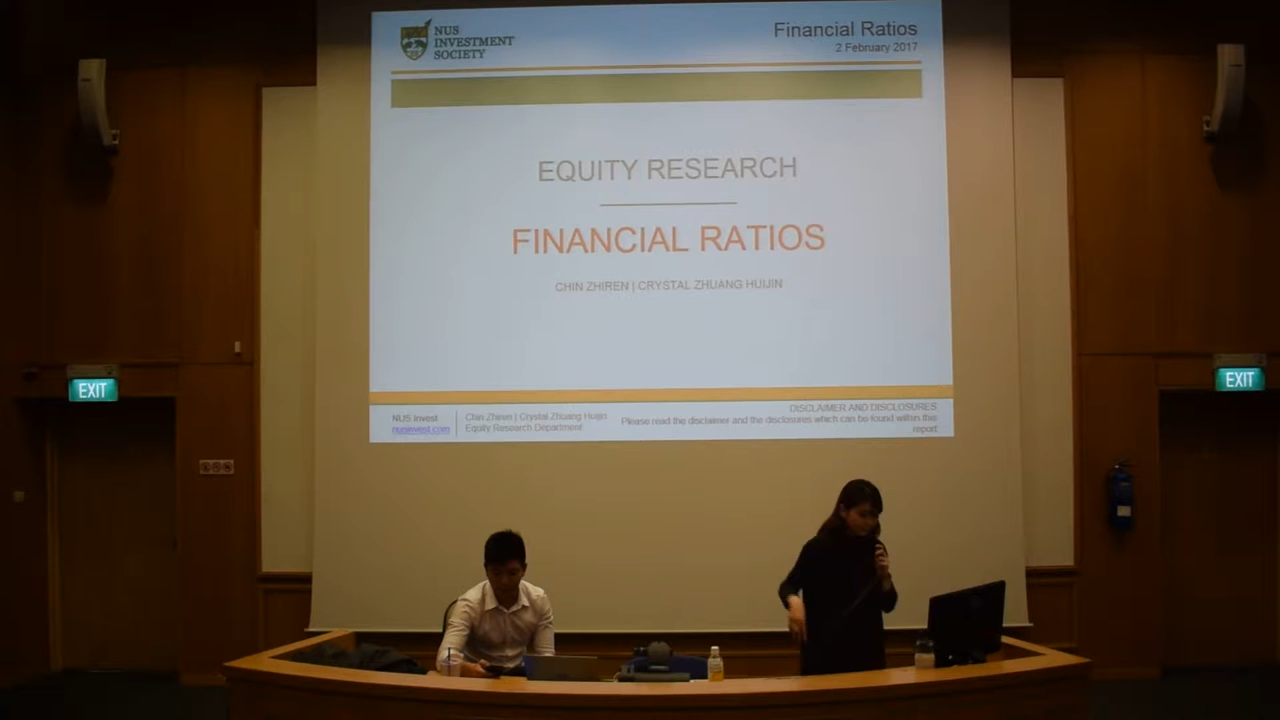 NUS
INVESTMENT
SOCIETY
Financial Ratios
2 February 2017
EQUITY RESEARCH
FINANCIAL RATIOS
CHIN ZHIREN | CRYSTAL ZHUANG HUIJIN
NUS Invest
nusinvest.com
Chin Zhiren | Crystal Zhuang Huijin
Equity Research Department
DISCLAIMER AND DISCLOSURES
Please read the disclaimer and the disclosures which can be found within this
report
EXIT
EXIT